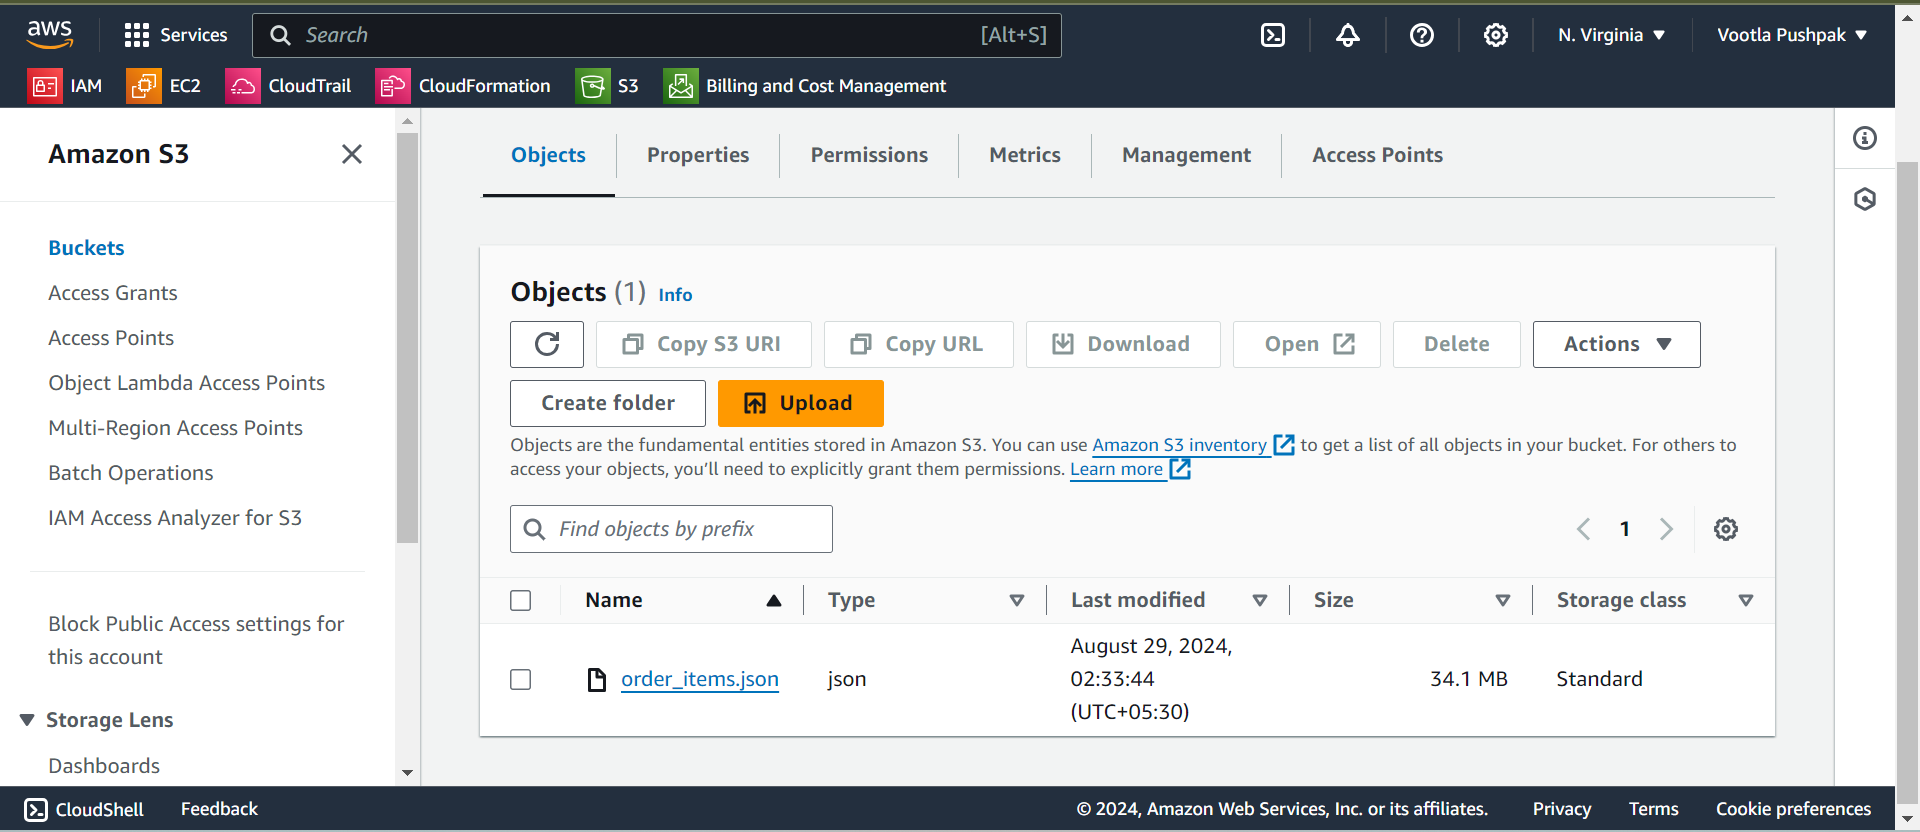 aws
Services
Search
[Alt+S]
N. Virginia
Vootla Pushpak
IAM
EC2
CloudTrail
CloudFormation
S3
Billing and Cost Management
Amazon S3
Buckets
Access Grants
Access Points
Object Lambda Access Points
Multi-Region Access Points
Batch Operations
IAM Access Analyzer for S3
Block Public Access settings for
this account
Storage Lens
Dashboards
Objects
Properties
Permissions
Metrics
Management
Access Points
Objects (1) Info
Copy S3 URI
Copy URL
Download
Open
Delete
Actions
Create folder
Upload
Objects are the fundamental entities stored in Amazon S3. You can use Amazon S3 inventory to get a list of all objects in your bucket. For others to
access your objects, you’ll need to explicitly grant them permissions. Learn more
Find objects by prefix
1
Name
Type
Last modified
Size
Storage class
order_items.json
json
August 29, 2024,
02:33:44
(UTC+05:30)
34.1 MB
Standard
CloudShell
Feedback
© 2024, Amazon Web Services, Inc. or its affiliates.
Privacy
Terms
Cookie preferences